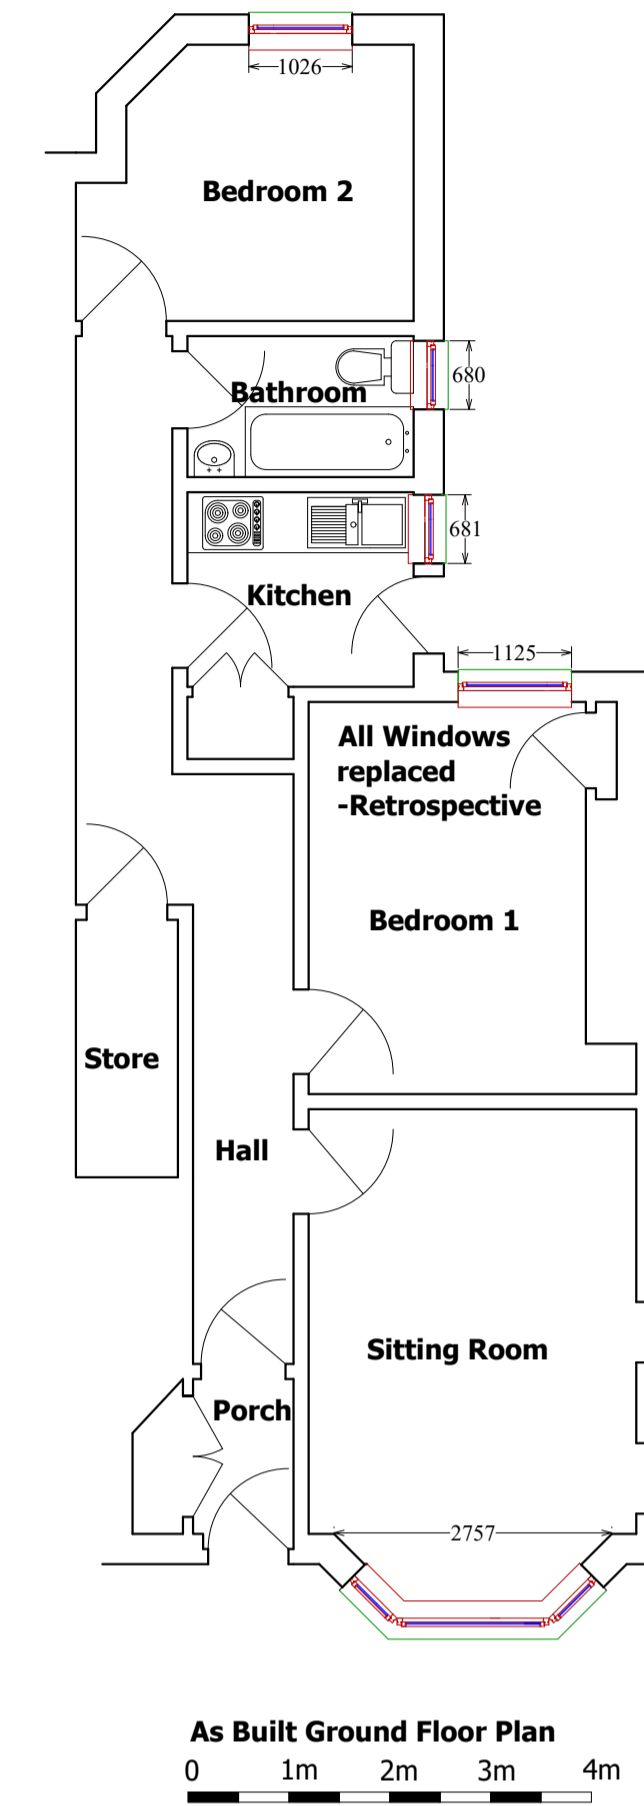 1026
Bedroom 2
680
Bathroom
681
Kitchen
1125
All Windows
replaced
-Retrospective
Bedroom 1
Store
Hall
Sitting Room
Porch
2757
As Built Ground Floor Plan
0 1m 2m 3m 4m